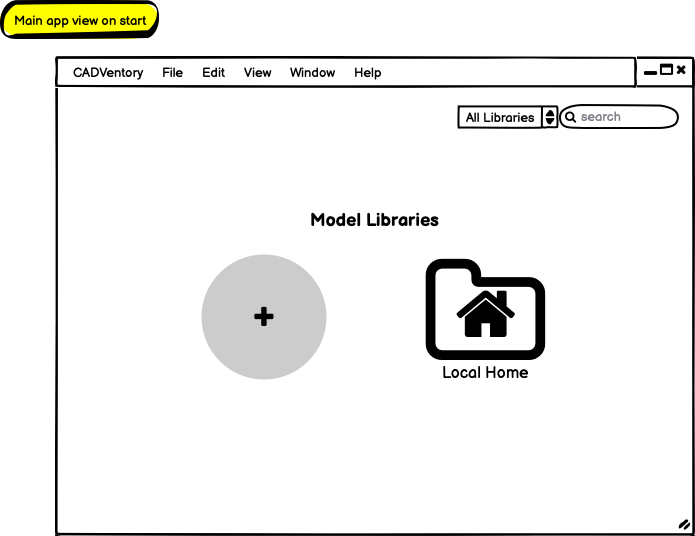 Main app view on start
CADVentory File Edit View Window Help
All Libraries search
Model Libraries
Local Home